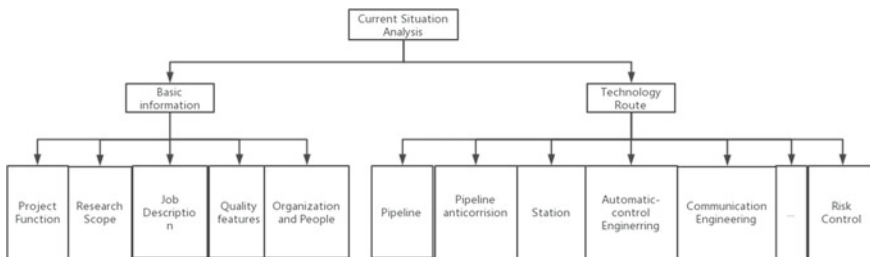 Current Situation
Analysis
Basic
information
Technology
Route
Project
Function
Research
Scope
Job
Descriptio
n
Quality
features
Organization
and People
Pipeline
Pipeline
anticorrision
Station
Automatic-
control
Enginerring
Communication
Engineering
...
Risk
Control